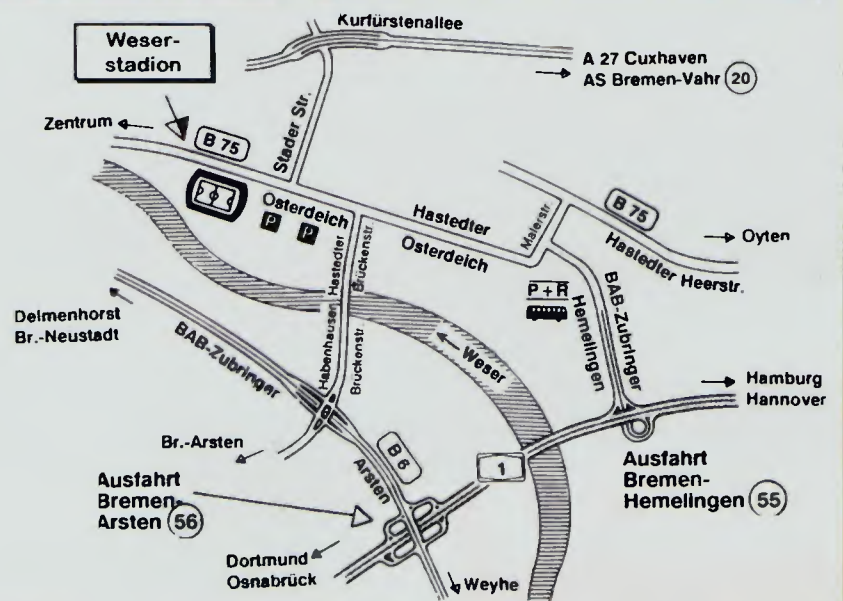 Kurfürstenallee
Weser-
stadion
A 27 Cuxhaven
AS Bremen-Vahr 20
Zentrum
B 75
Stader Str.
Osterdeich
P P
Hastedter
Osterdeich
Malerstr.
B 75
Hastedter Heerstr.
Oyten
Hastedter
Brückenstr.
P+R
BAB-Zubringer
Hemelingen
Delmenhorst
Br.-Neustadt
BAB-Zubringer
Habenhausen
Brückenstr.
Weser
Hamburg
Hannover
Br.-Arsten
Arsten
B 6
1
Ausfahrt
Bremen-
Arsten 56
Ausfahrt
Bremen-
Hemelingen 55
Dortmund
Osnabrück
Weyhe